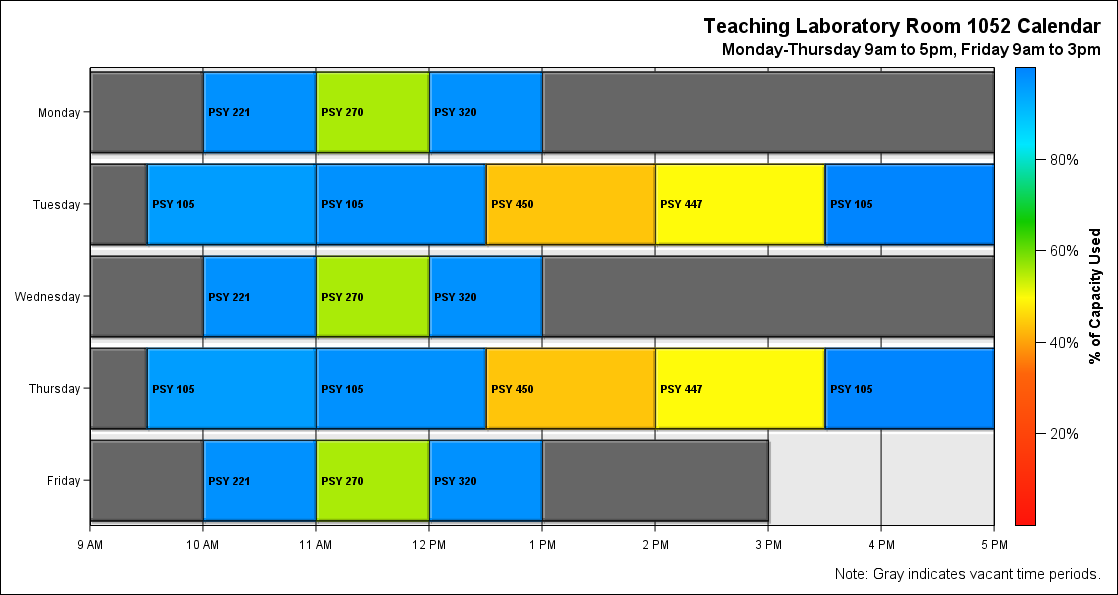 Teaching Laboratory Room 1052 Calendar
Monday-Thursday 9am to 5pm, Friday 9am to 3pm
Monday
PSY 221
PSY 270
PSY 320
Tuesday
PSY 105
PSY 105
PSY 450
PSY 447
PSY 105
Wednesday
PSY 221
PSY 270
PSY 320
Thursday
PSY 105
PSY 105
PSY 450
PSY 447
PSY 105
Friday
PSY 221
PSY 270
PSY 320
9 AM
10 AM
11 AM
12 PM
1 PM
2 PM
3 PM
4 PM
5 PM
80%
60%
40%
20%
% of Capacity Used
Note: Gray indicates vacant time periods.